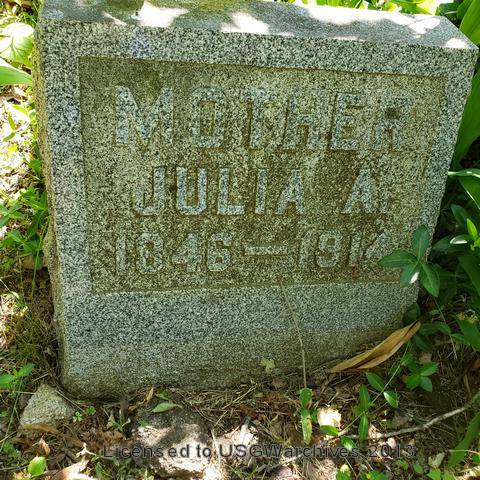 MOTHER
JULIA A.
1846–1914
Licensed to USGWarchives 2013